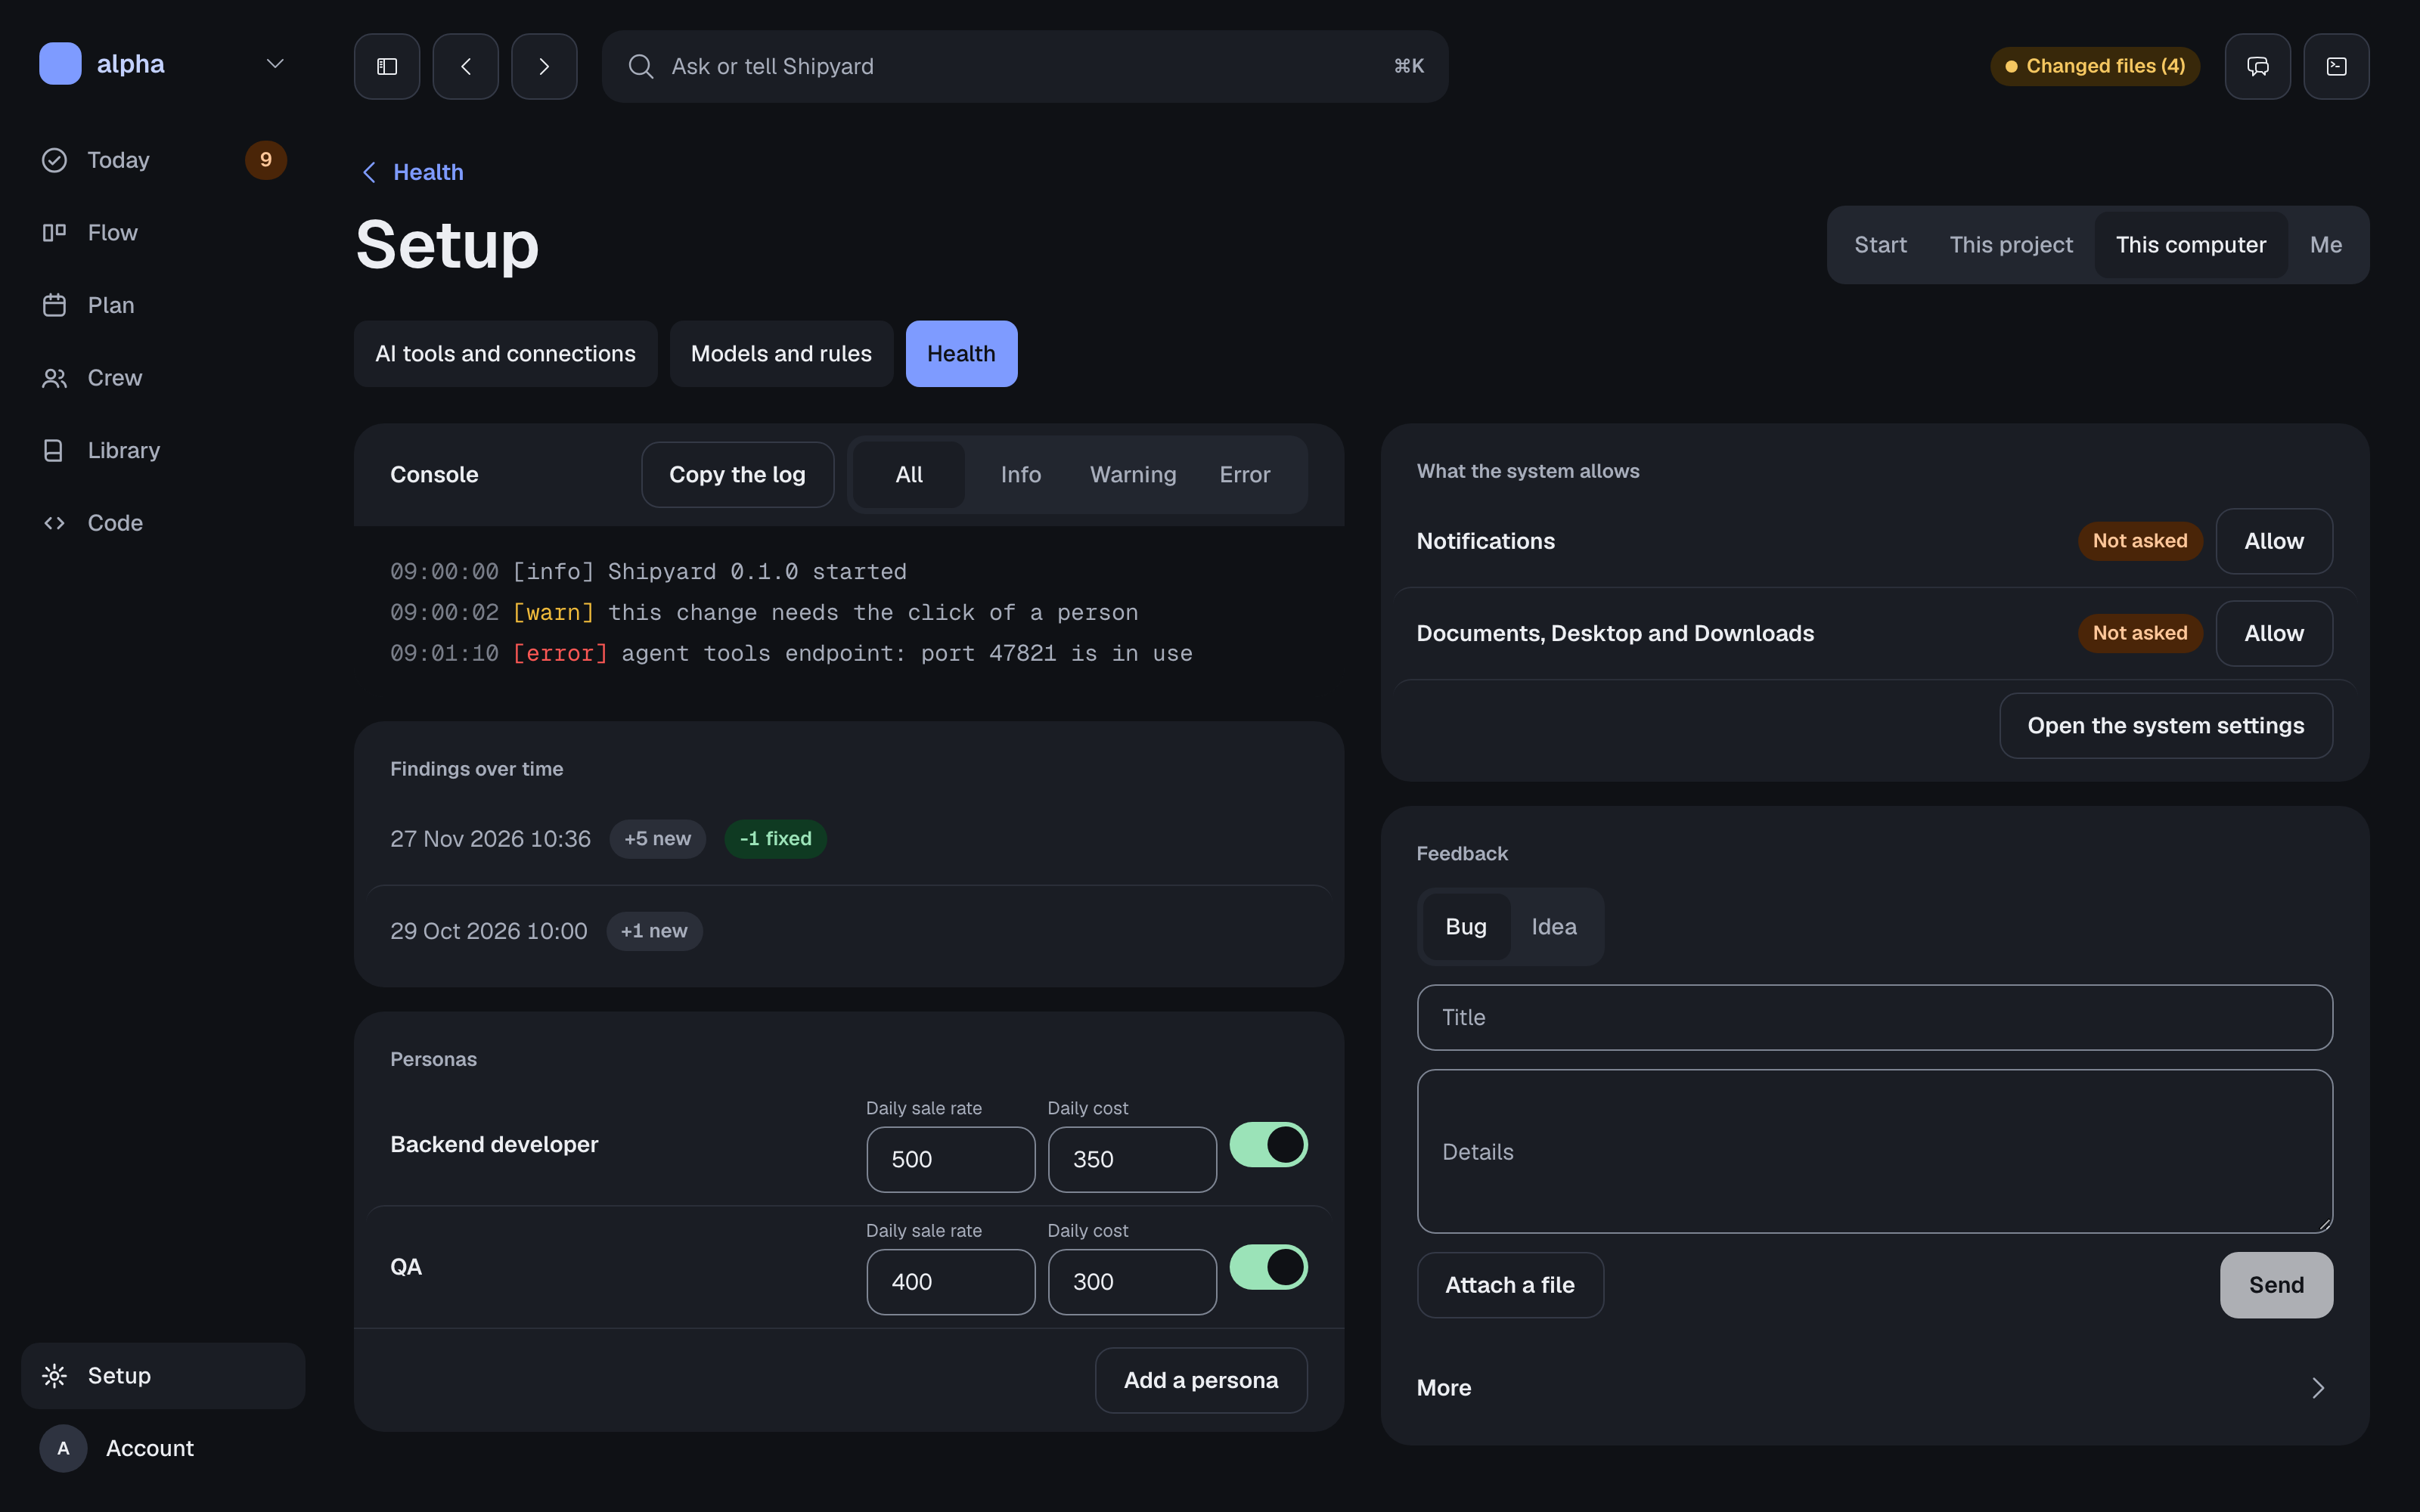 alpha
Ask or tell Shipyard
⌘K
Changed files (4)
Today
9
Flow
Plan
Crew
Library
Code
Setup
A
Account
Health
Setup
Start
This project
This computer
Me
AI tools and connections
Models and rules
Health
Console
Copy the log
All
Info
Warning
Error
09:00:00 [info] Shipyard 0.1.0 started
09:00:02 [warn] this change needs the click of a person
09:01:10 [error] agent tools endpoint: port 47821 is in use
Findings over time
27 Nov 2026 10:36 +5 new -1 fixed
29 Oct 2026 10:00 +1 new
Personas
Daily sale rate Daily cost
Backend developer 500 350
Daily sale rate Daily cost
QA 400 300
Add a persona
What the system allows
Notifications Not asked Allow
Documents, Desktop and Downloads Not asked Allow
Open the system settings
Feedback
Bug
Idea
Title
Details
Attach a file
Send
More